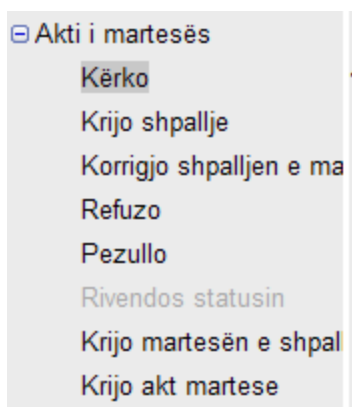 Akti i martesës
Kërko
Krijo shpallje
Korrigjo shpalljen e ma
Refuzo
Pezullo
Rivendos statusin
Krijo martesën e shpal
Krijo akt martese